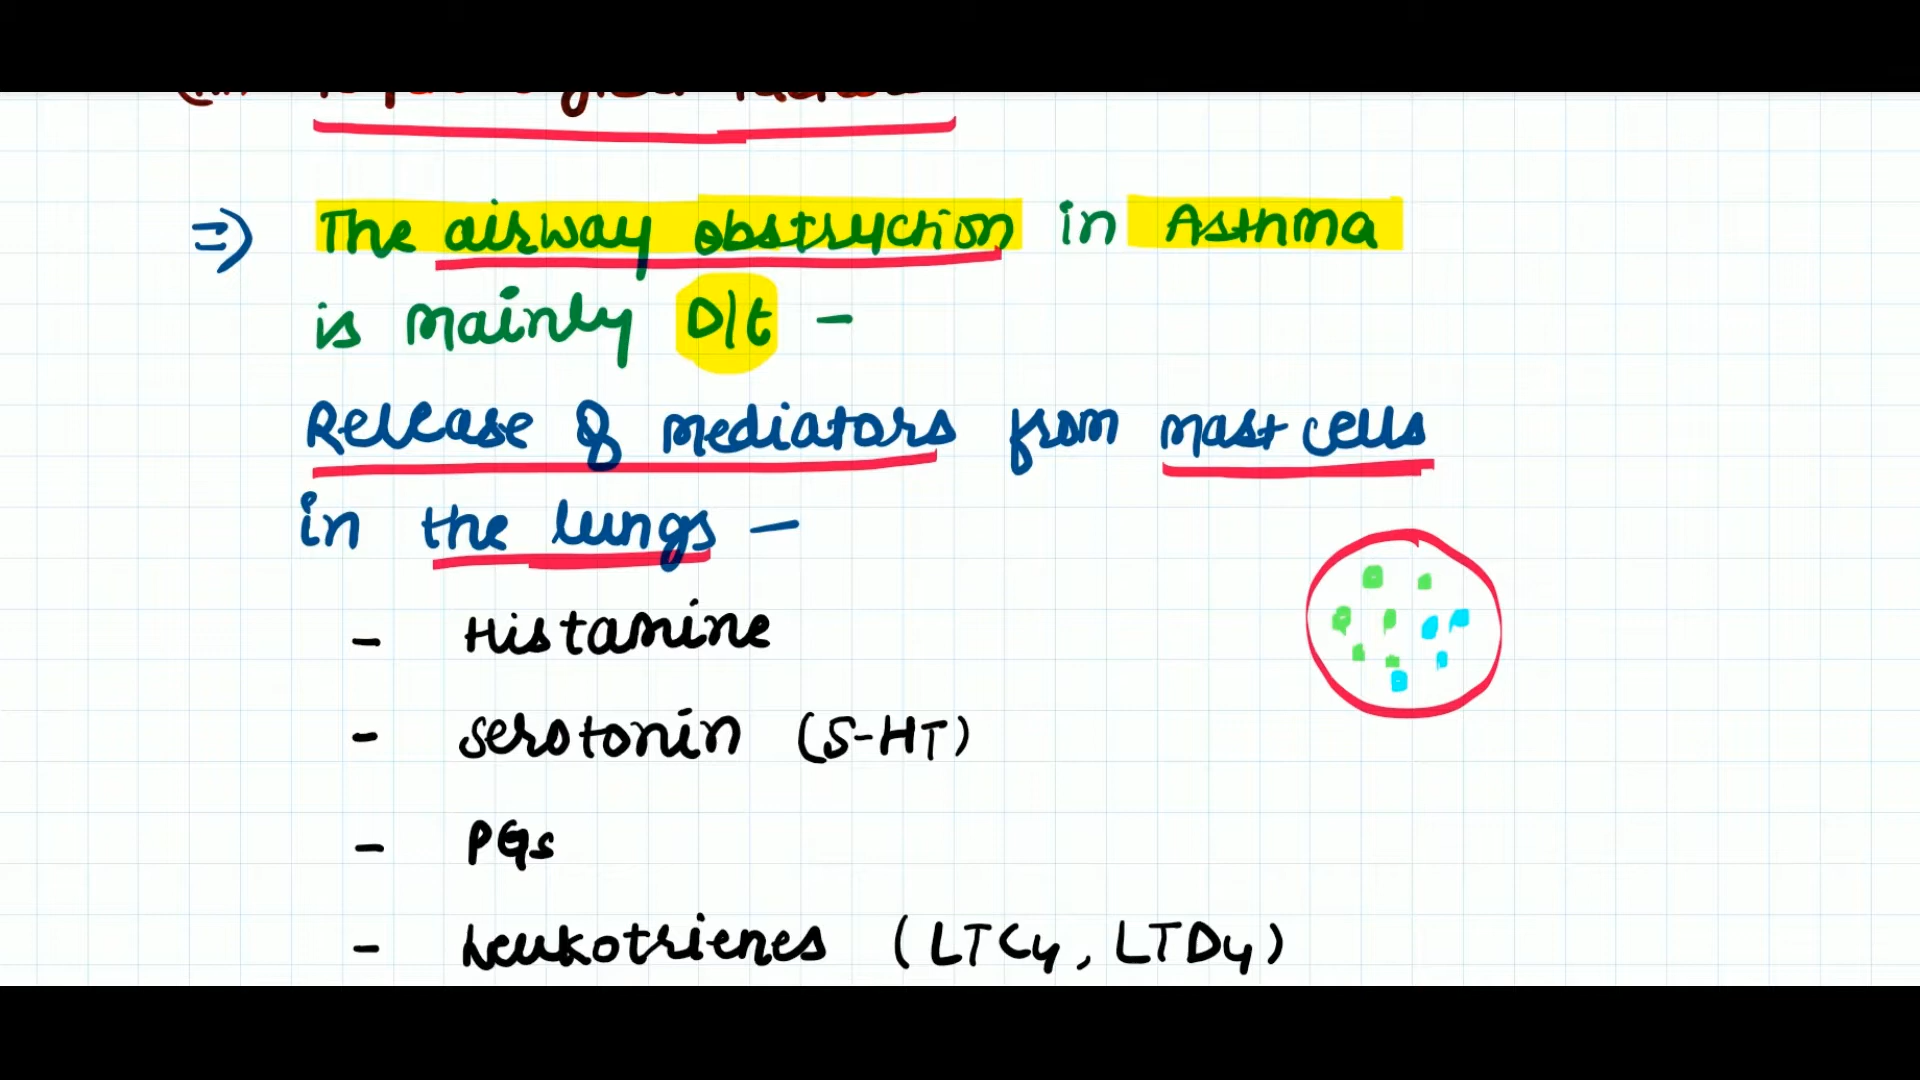 ⇒ The airway obstruction in Asthma
is mainly D/t -
Release of mediators from mast cells
in the lungs -
- Histamine
- Serotonin (5-HT)
- PGs
- Leukotrienes (LTC4, LTD4)